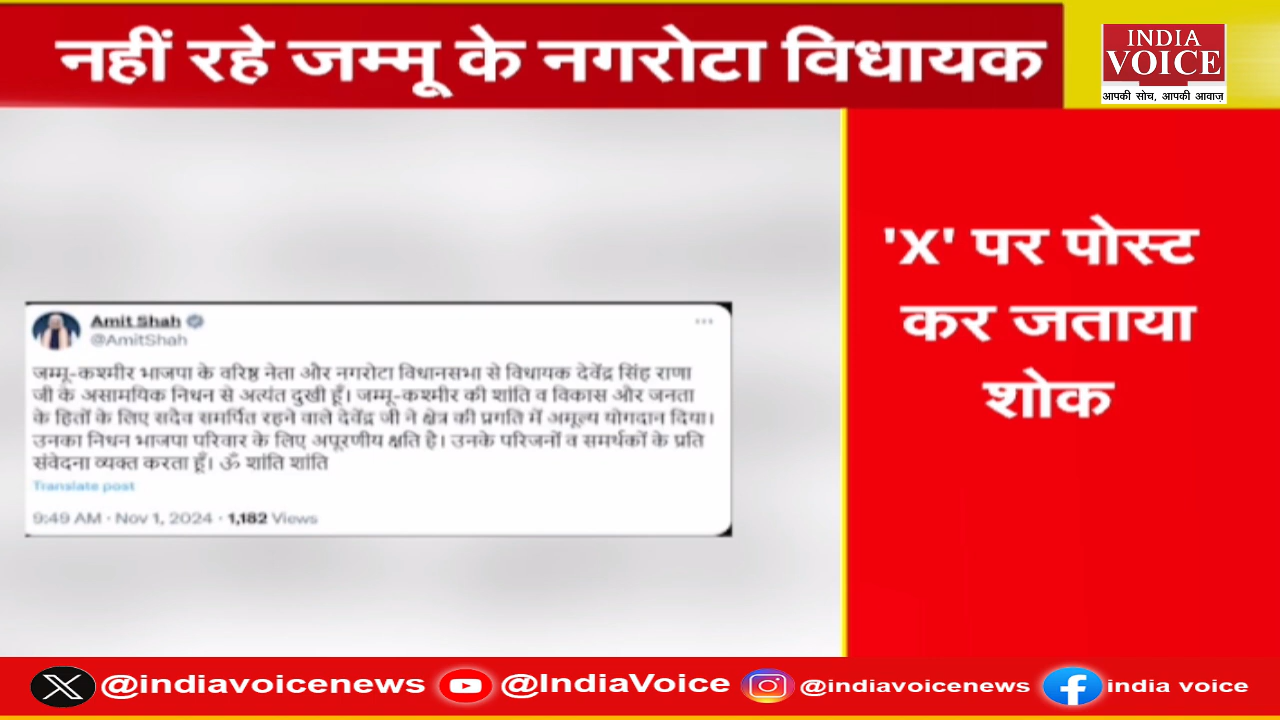 नहीं रहे जम्मू के नगरोटा विधायक
INDIA
VOICE
आपकी सोच, आपकी आवाज़
'X' पर पोस्ट
कर जताया
शोक
Amit Shah
@AmitShah
जम्मू-कश्मीर भाजपा के वरिष्ठ नेता और नगरोटा विधानसभा से विधायक देवेंद्र सिंह राणा
जी के असामयिक निधन से अत्यंत दुखी हूँ। जम्मू-कश्मीर की शांति व विकास और जनता
के हितों के लिए सदैव समर्पित रहने वाले देवेंद्र जी ने क्षेत्र की प्रगति में अमूल्य योगदान दिया।
उनका निधन भाजपा परिवार के लिए अपूरणीय क्षति है। उनके परिजनों व समर्थकों के प्रति
संवेदना व्यक्त करता हूँ। ॐ शांति शांति
Translate post
9:49 AM · Nov 1, 2024 · 1,182 Views
@indiavoicenews @IndiaVoice @indiavoicenews india voice